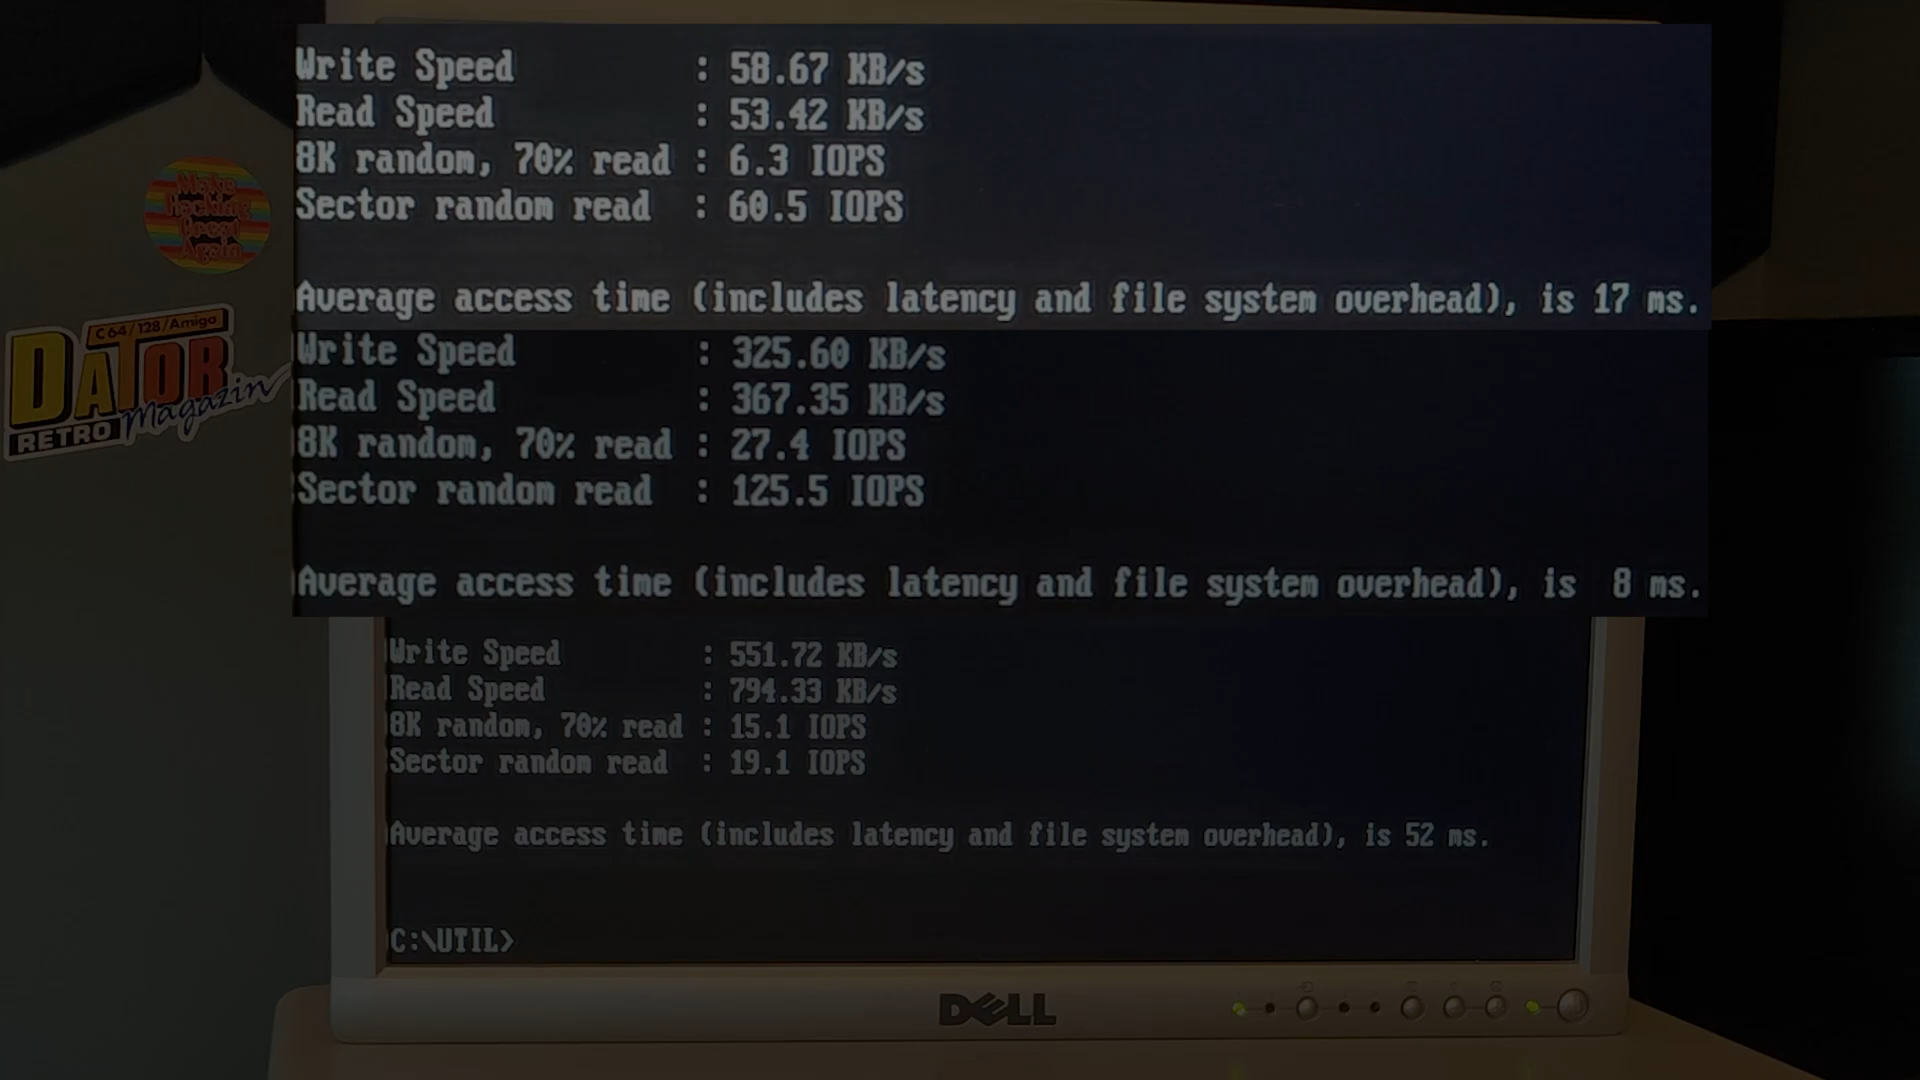 Write Speed : 58.67 KB/s
Read Speed : 53.42 KB/s
8K random, 70% read : 6.3 IOPS
Sector random read : 60.5 IOPS
Average access time (includes latency and file system overhead), is 17 ms.
Write Speed : 325.60 KB/s
Read Speed : 367.35 KB/s
8K random, 70% read : 27.4 IOPS
Sector random read : 125.5 IOPS
Average access time (includes latency and file system overhead), is 8 ms.
Write Speed : 551.72 KB/s
Read Speed : 794.33 KB/s
8K random, 70% read : 15.1 IOPS
Sector random read : 19.1 IOPS
Average access time (includes latency and file system overhead), is 52 ms.
C:\UTIL>
DELL
Make
Hacking
Great
Again
C64/128/Amiga
DATOR
Magazin
RETRO